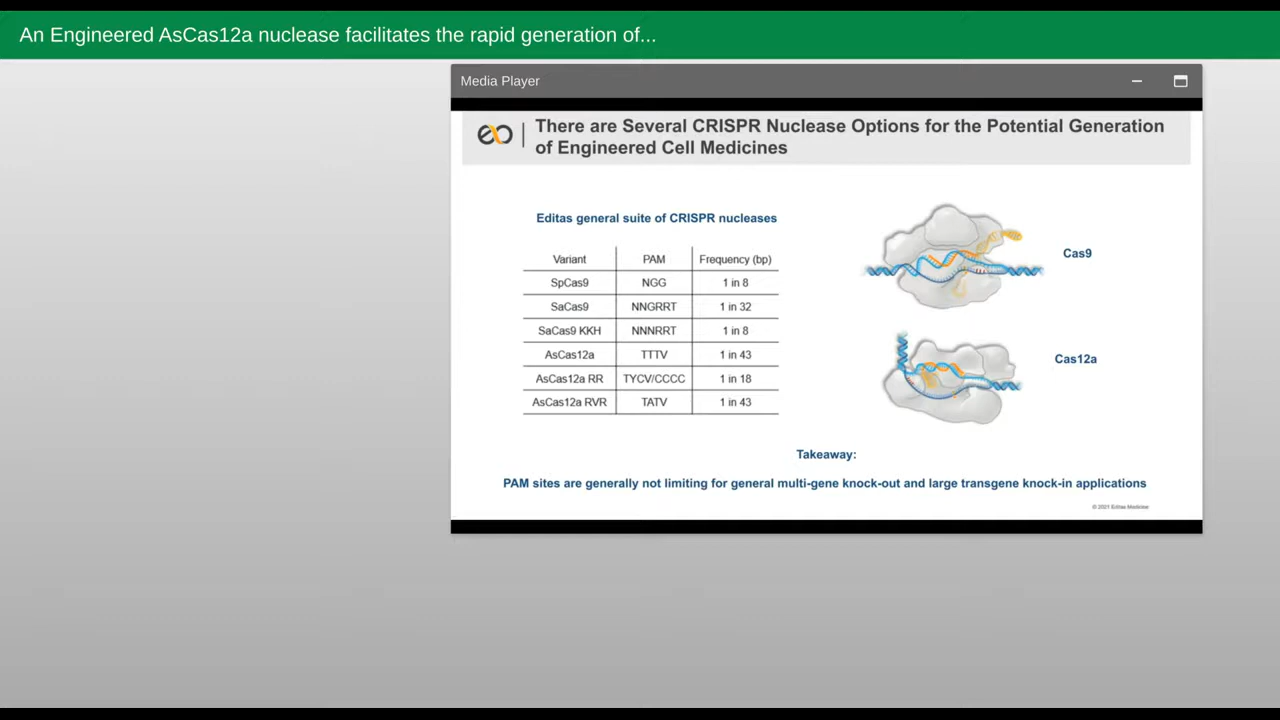 An Engineered AsCas12a nuclease facilitates the rapid generation of...
Media Player
There are Several CRISPR Nuclease Options for the Potential Generation
of Engineered Cell Medicines
Editas general suite of CRISPR nucleases
Variant PAM Frequency (bp)
SpCas9 NGG 1 in 8
SaCas9 NNGRRT 1 in 32
SaCas9 KKH NNNRRT 1 in 8
AsCas12a TTTV 1 in 43
AsCas12a RR TYCV/CCCC 1 in 18
AsCas12a RVR TATV 1 in 43
Cas9
Cas12a
Takeaway:
PAM sites are generally not limiting for general multi-gene knock-out and large transgene knock-in applications
© 2021 Editas Medicine